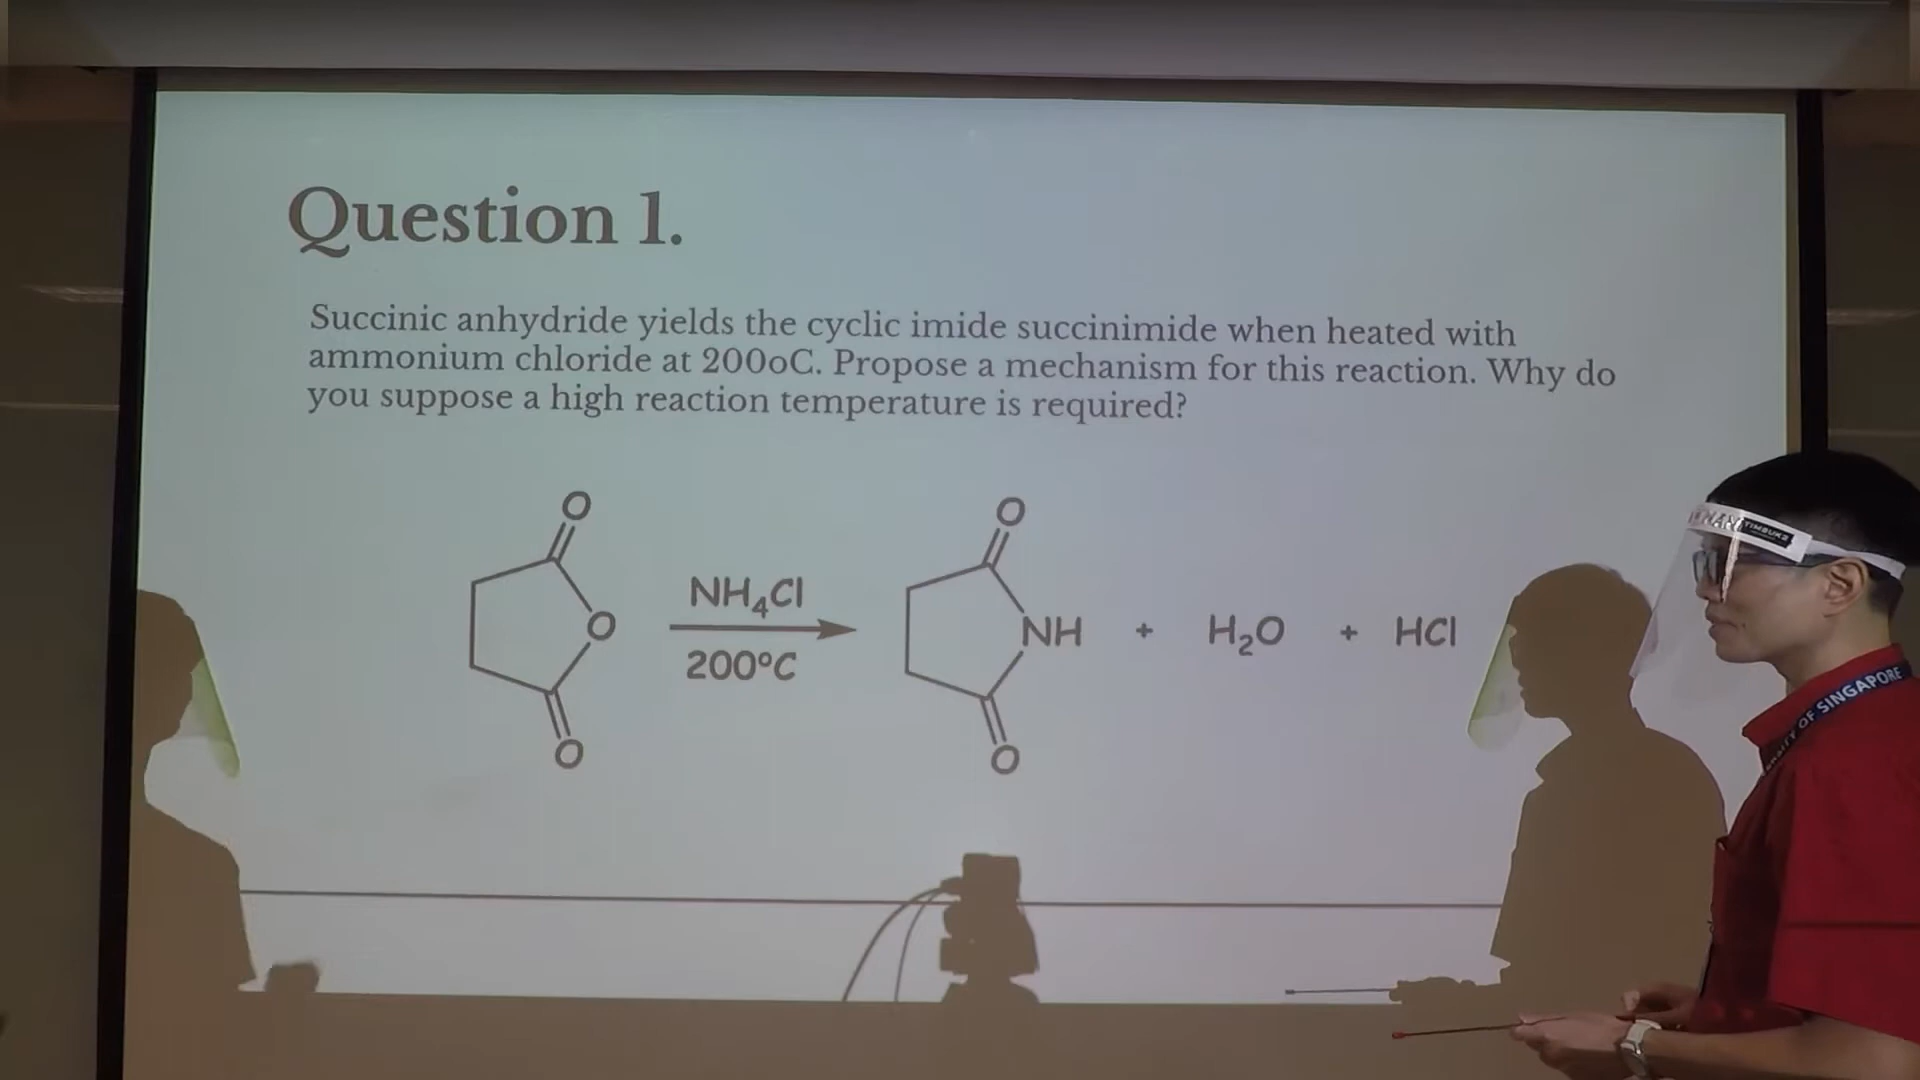 Question 1.
Succinic anhydride yields the cyclic imide succinimide when heated with
ammonium chloride at 200oC. Propose a mechanism for this reaction. Why do
you suppose a high reaction temperature is required?
O
O
O
NH₄Cl
200°C
O
NH
O
+ H₂O + HCl
TIMBUK2
OF SINGAPORE